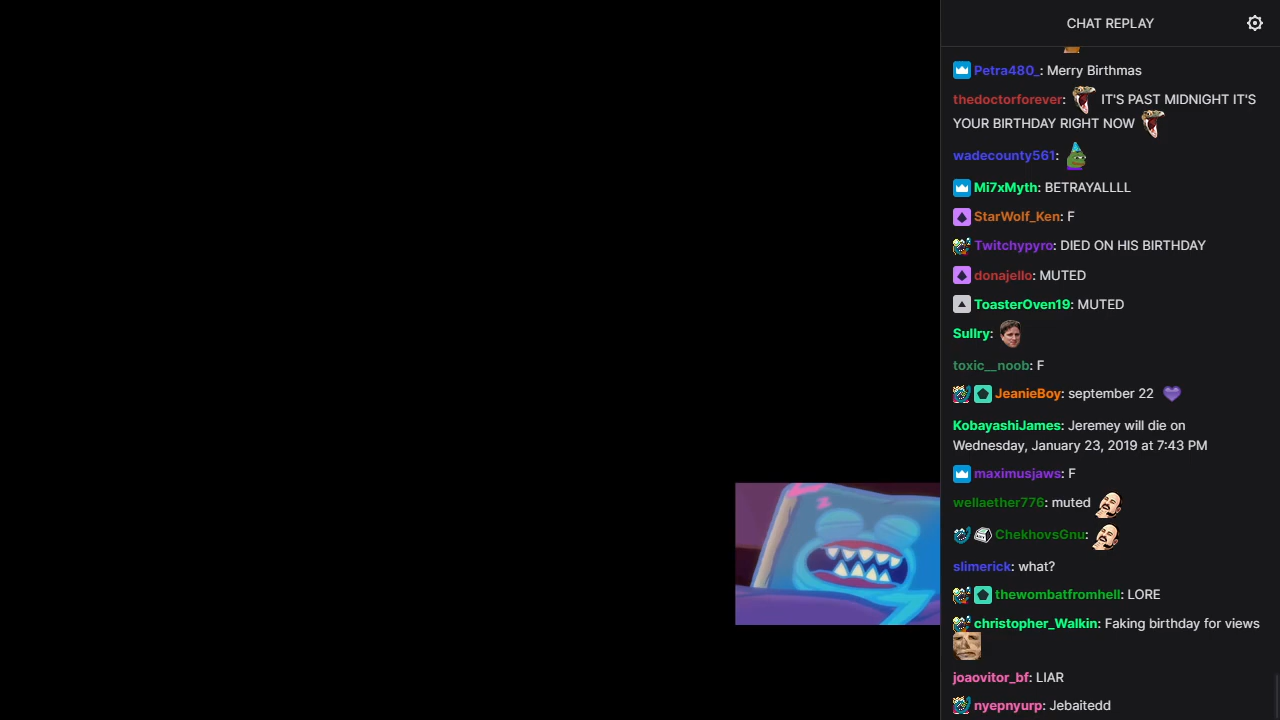 CHAT REPLAY
Petra480_: Merry Birthmas
thedoctorforever: IT'S PAST MIDNIGHT IT'S
YOUR BIRTHDAY RIGHT NOW
wadecounty561:
Mi7xMyth: BETRAYALLLL
StarWolf_Ken: F
Twitchypyro: DIED ON HIS BIRTHDAY
donajello: MUTED
ToasterOven19: MUTED
Sullry:
toxic__noob: F
JeanieBoy: september 22
KobayashiJames: Jeremey will die on
Wednesday, January 23, 2019 at 7:43 PM
maximusjaws: F
wellaether776: muted
ChekhovsGnu:
slimerick: what?
thewombatfromhell: LORE
christopher_Walkin: Faking birthday for views
joaovitor_bf: LIAR
nyepnyurp: Jebaitedd